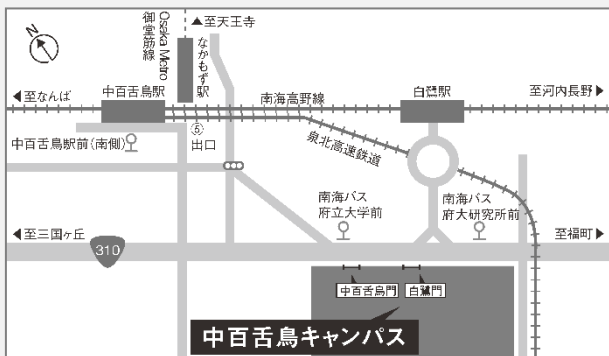 N
▲至天王寺
Osaka Metro
御堂筋線
なかもず駅
◀至なんば
中百舌鳥駅
南海高野線
白鷺駅
至河内長野▶
⑤
出口
中百舌鳥駅前(南側)
泉北高速鉄道
南海バス
府立大学前
南海バス
府大研究所前
◀至三国ヶ丘
310
至福町▶
中百舌鳥門
白鷺門
中百舌鳥キャンパス